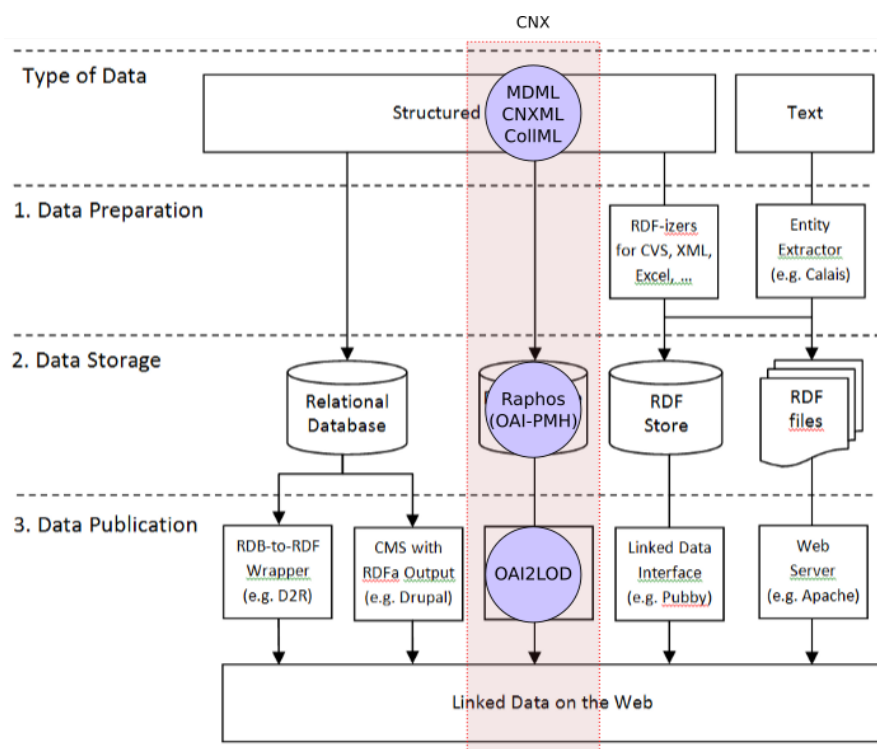 CNX
Type of Data
Structured
MDML
CNXML
CollML
Text
1. Data Preparation
RDF-izers
for CVS, XML,
Excel, ...
Entity
Extractor
(e.g. Calais)
2. Data Storage
Relational
Database
Raphos
(OAI-PMH)
RDF
Store
RDF
files
3. Data Publication
RDB-to-RDF
Wrapper
(e.g. D2R)
CMS with
RDFa Output
(e.g. Drupal)
OAI2LOD
Linked Data
Interface
(e.g. Pubby)
Web
Server
(e.g. Apache)
Linked Data on the Web